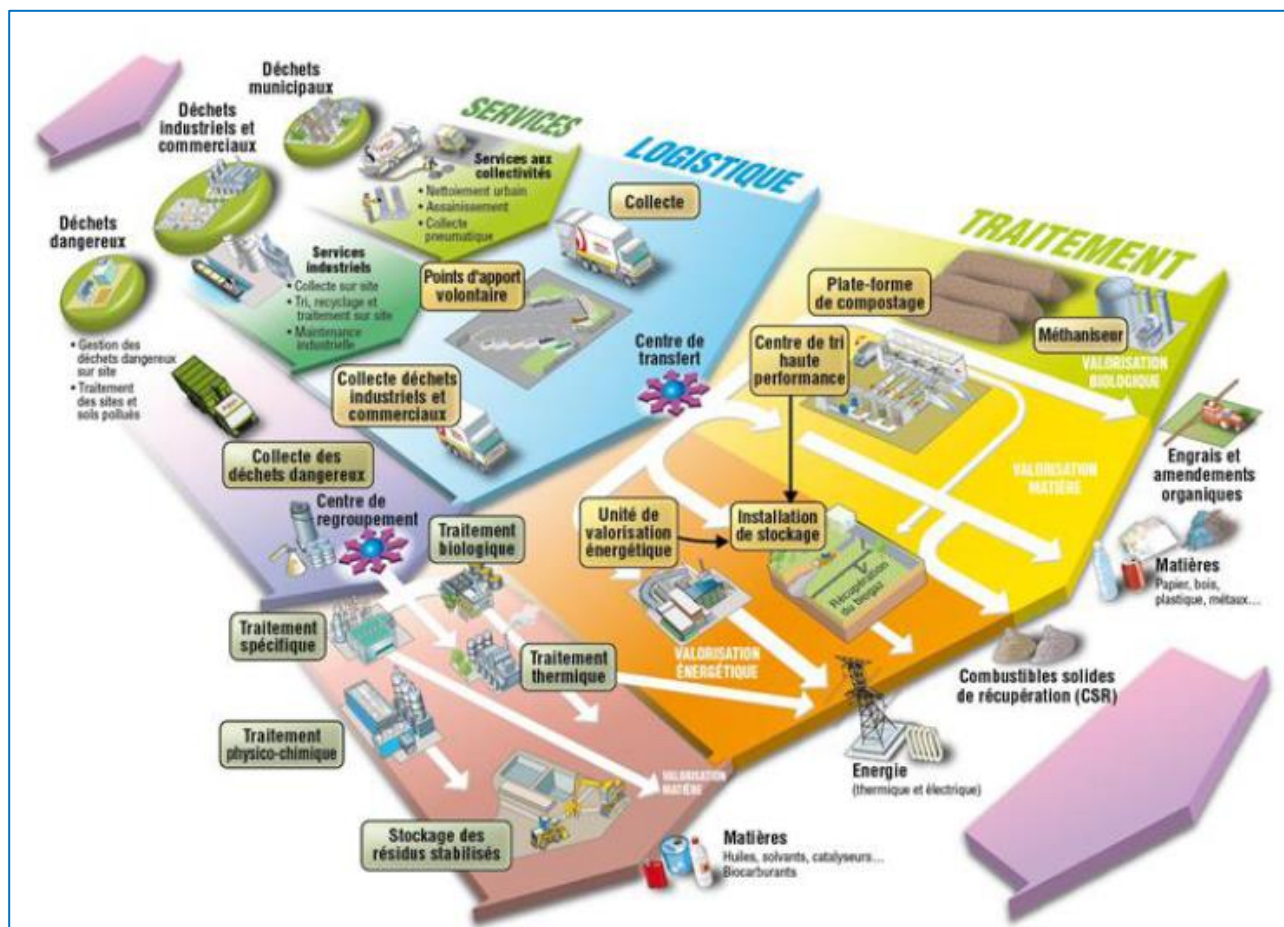 Déchets
municipaux
Déchets
industriels et
commerciaux
Déchets
dangereux
• Gestion des
déchets dangereux
sur site
• Traitement
des sites et
sols pollués
SERVICES
Services aux
collectivités
• Nettoiement urbain
• Assainissement
• Collecte
pneumatique
Services
industriels
• Collecte sur site
• Tri, recyclage et
traitement sur site
• Maintenance
industrielle
LOGISTIQUE
Collecte
Points d'apport
volontaire
Centre de
transfert
Collecte déchets
industriels et
commerciaux
Collecte des
déchets dangereux
Centre de
regroupement
TRAITEMENT
Plate-forme
de compostage
Méthaniseur
VALORISATION
BIOLOGIQUE
Centre de tri
haute
performance
Engrais et
amendements
organiques
VALORISATION
MATIÈRE
Unité de
valorisation
énergétique
Installation
de stockage
Récupération
du biogaz
Matières
Papier, bois,
plastique, métaux...
VALORISATION
ÉNERGÉTIQUE
Combustibles solides
de récupération (CSR)
Energie
(thermique et électrique)
Traitement
biologique
Traitement
spécifique
Traitement
thermique
Traitement
physico-chimique
VALORISATION
MATIÈRE
Stockage des
résidus stabilisés
Matières
Huiles, solvants, catalyseurs...
Biocarburants